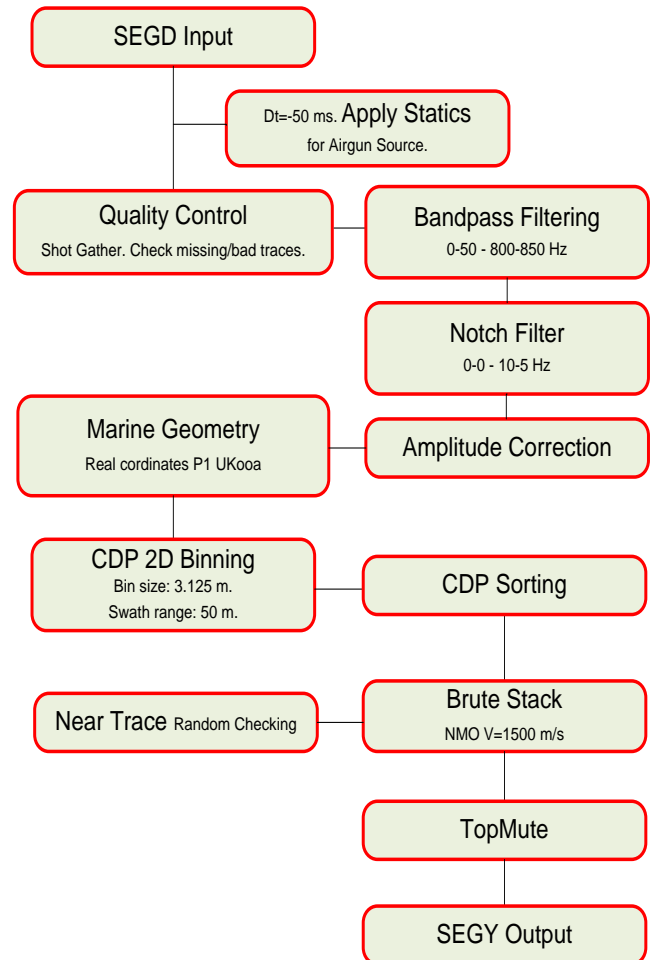 SEGD Input
Dt=-50 ms. Apply Statics
for Airgun Source.
Quality Control
Shot Gather. Check missing/bad traces.
Bandpass Filtering
0-50 - 800-850 Hz
Notch Filter
0-0 - 10-5 Hz
Marine Geometry
Real cordinates P1 UKooa
Amplitude Correction
CDP 2D Binning
Bin size: 3.125 m.
Swath range: 50 m.
CDP Sorting
Near Trace Random Checking
Brute Stack
NMO V=1500 m/s
TopMute
SEGY Output